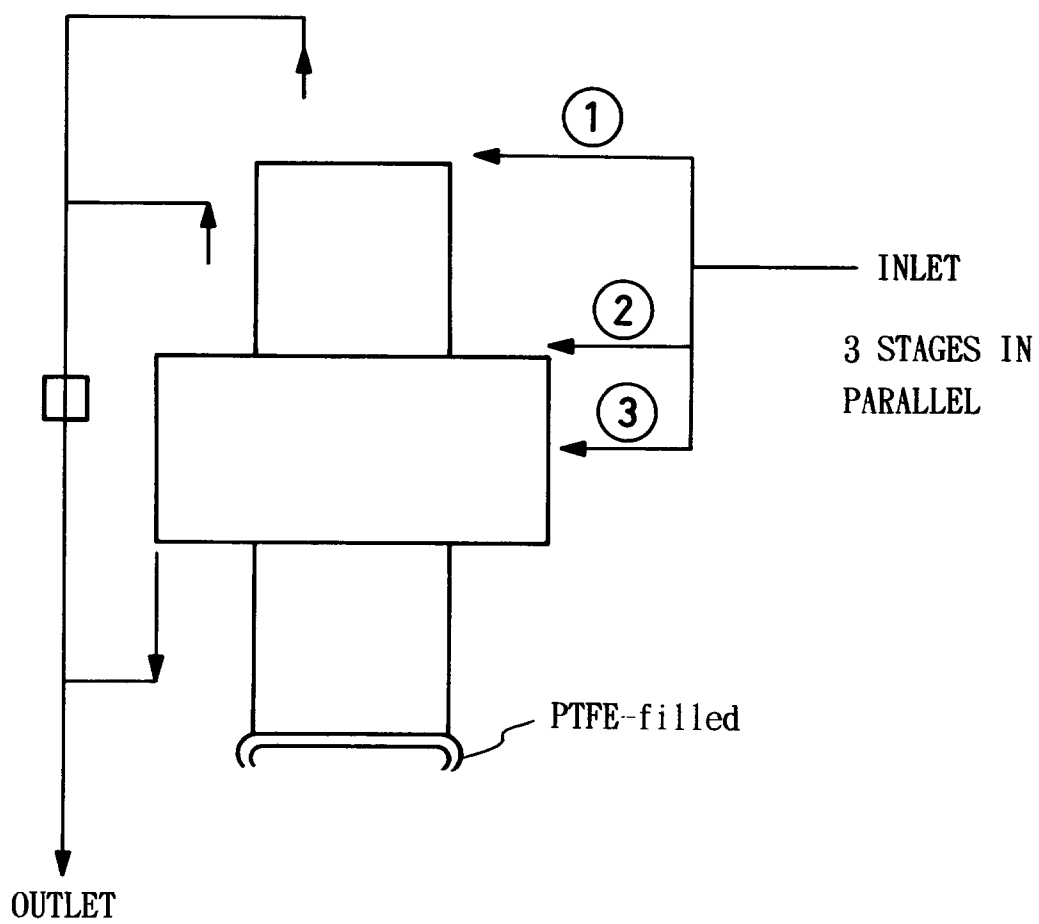 1
INLET
2
3 STAGES IN
PARALLEL
3
PTFE-filled
OUTLET